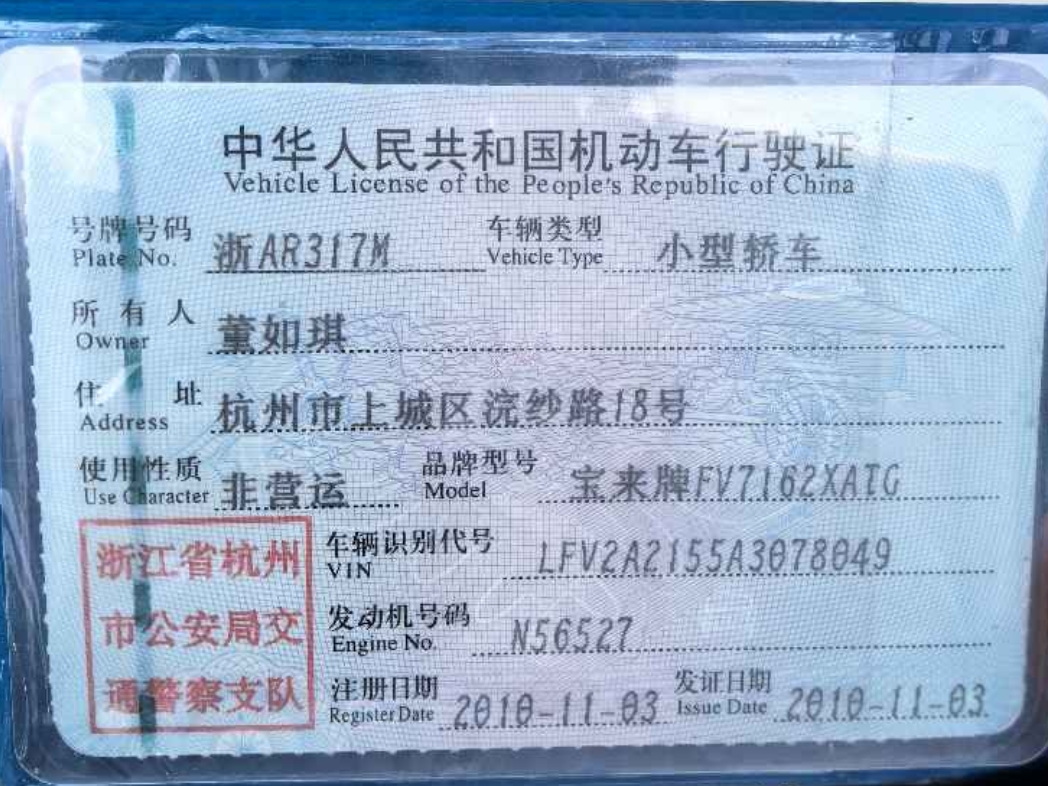 中华人民共和国机动车行驶证
Vehicle License of the People's Republic of China
号牌号码 浙AR317M 车辆类型 小型轿车
Plate No. Vehicle Type
所有人 董如琪
Owner
住址 杭州市上城区浣纱路18号
Address
使用性质 非营运 品牌型号 宝来牌FV7162XATG
Use Character Model
浙江省杭州
市公安局交
通警察支队
车辆识别代号 LFV2A2155A3078049
VIN
发动机号码 N56527
Engine No.
注册日期 2010-11-03 发证日期 2010-11-03
Register Date Issue Date